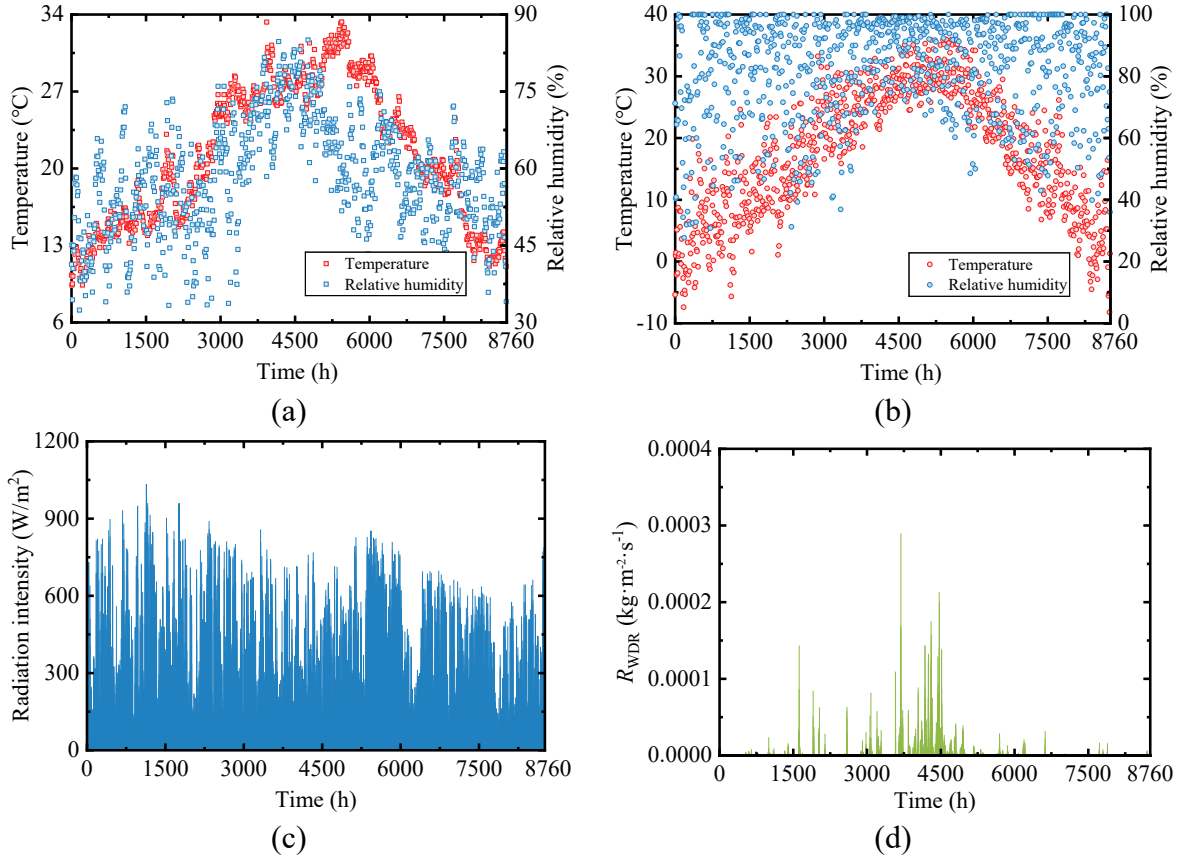 34
27
20
13
6
Temperature (°C)
90
75
60
45
30
Relative humidity (%)
Temperature
Relative humidity
0 1500 3000 4500 6000 7500 8760
Time (h)
(a)
40
30
20
10
0
-10
Temperature (°C)
100
80
60
40
20
0
Relative humidity (%)
Temperature
Relative humidity
0 1500 3000 4500 6000 7500 8760
Time (h)
(b)
1200
900
600
300
0
Radiation intensity (W/m²)
0 1500 3000 4500 6000 7500 8760
Time (h)
(c)
0.0004
0.0003
0.0002
0.0001
0.0000
R_WDR (kg·m⁻²·s⁻¹)
1500 3000 4500 6000 7500 8760
Time (h)
(d)